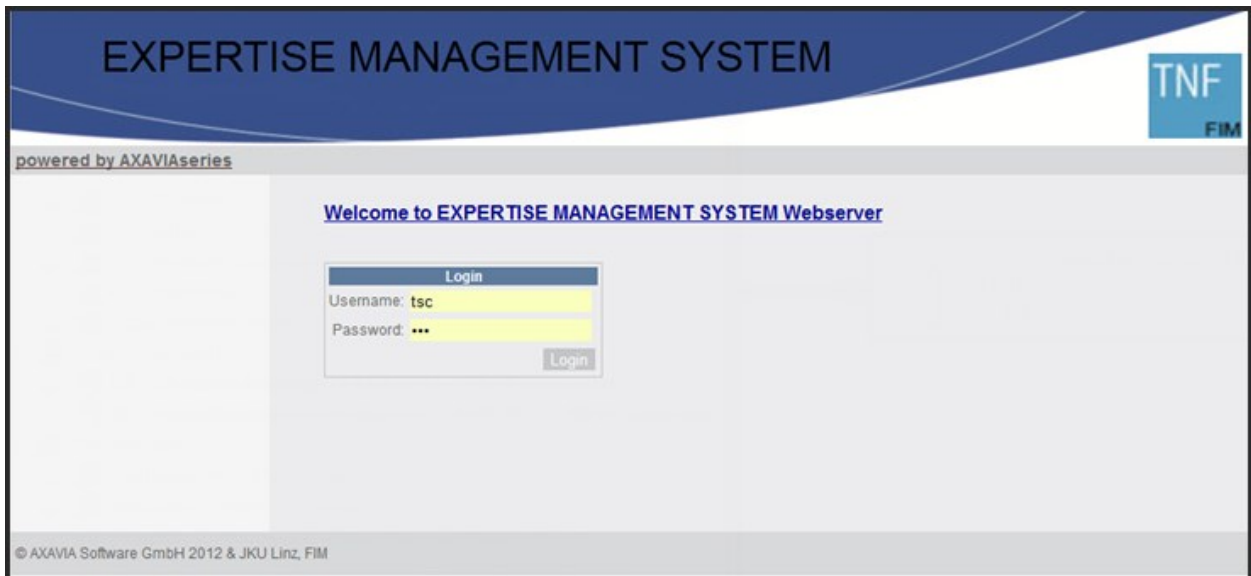 EXPERTISE MANAGEMENT SYSTEM
TNF
FIM
powered by AXAVIAseries
Welcome to EXPERTISE MANAGEMENT SYSTEM Webserver
Login
Username: tsc
Password: •••
Login
© AXAVIA Software GmbH 2012 & JKU Linz, FIM